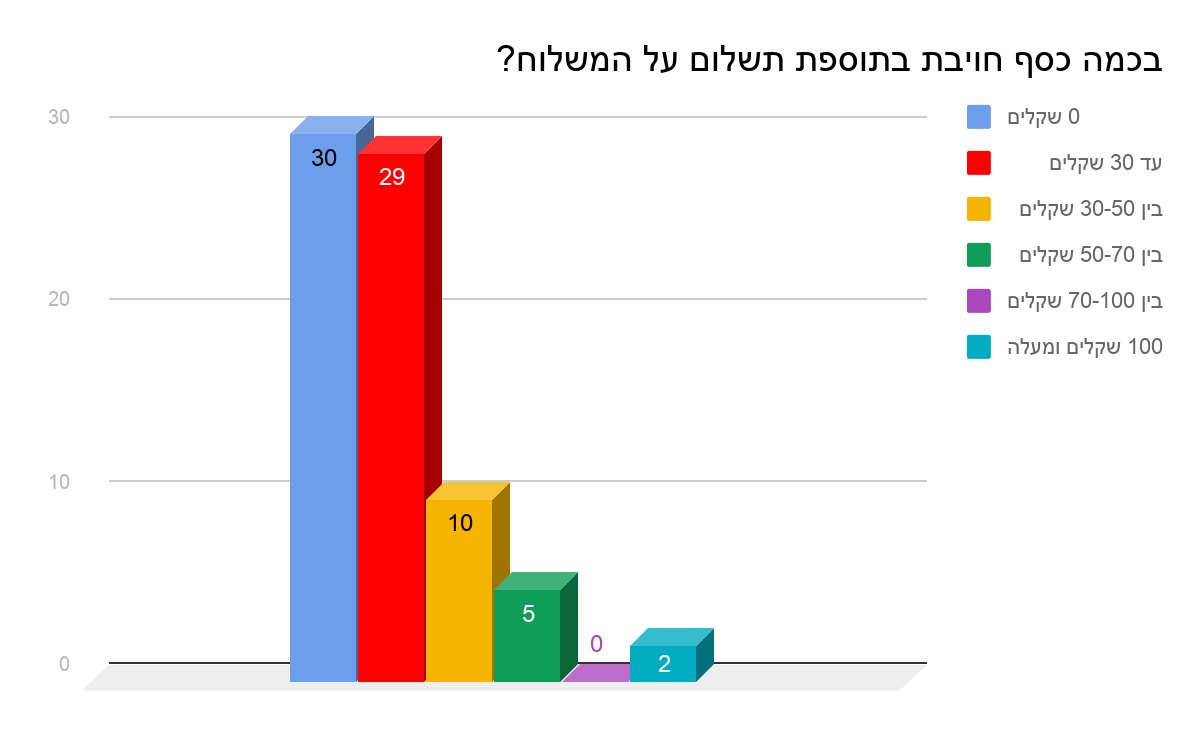 בכמה כסף חויבת בתוספת תשלום על המשלוח?
0 שקלים
עד 30 שקלים
בין 30-50 שקלים
בין 50-70 שקלים
בין 70-100 שקלים
100 שקלים ומעלה
30
20
10
0
30
29
10
5
0
2